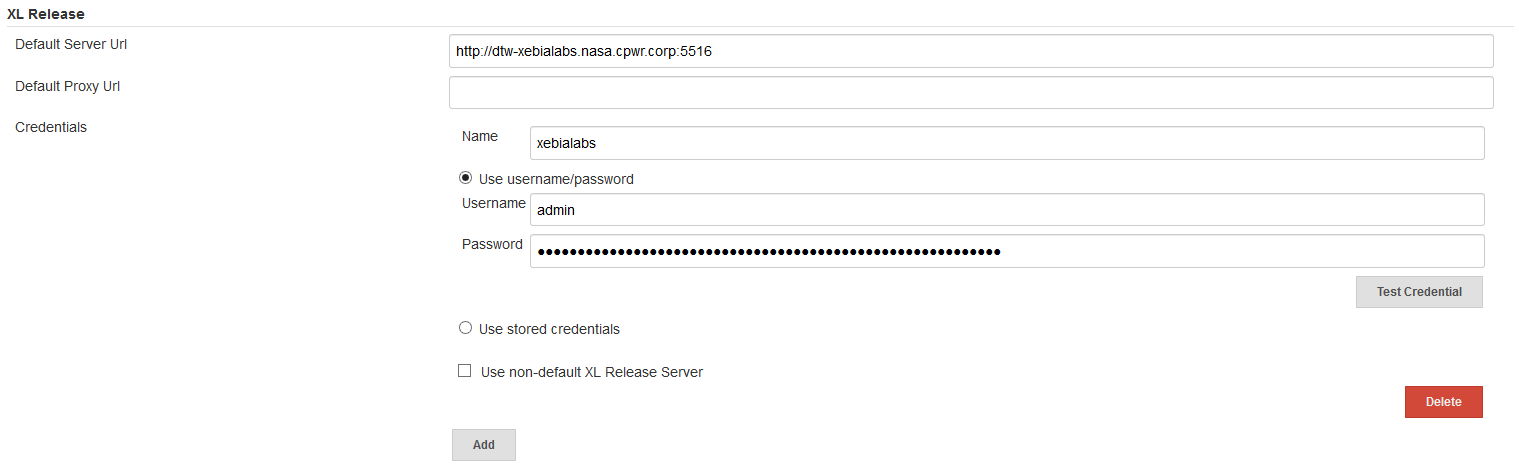 XL Release
Default Server Url
http://dtw-xebialabs.nasa.cpwr.corp:5516
Default Proxy Url
Credentials
Name
xebialabs
Use username/password
Username
admin
Password
••••••••••••••••••••••••••••••••••••••••••••••••••••••••••
Test Credential
Use stored credentials
Use non-default XL Release Server
Delete
Add